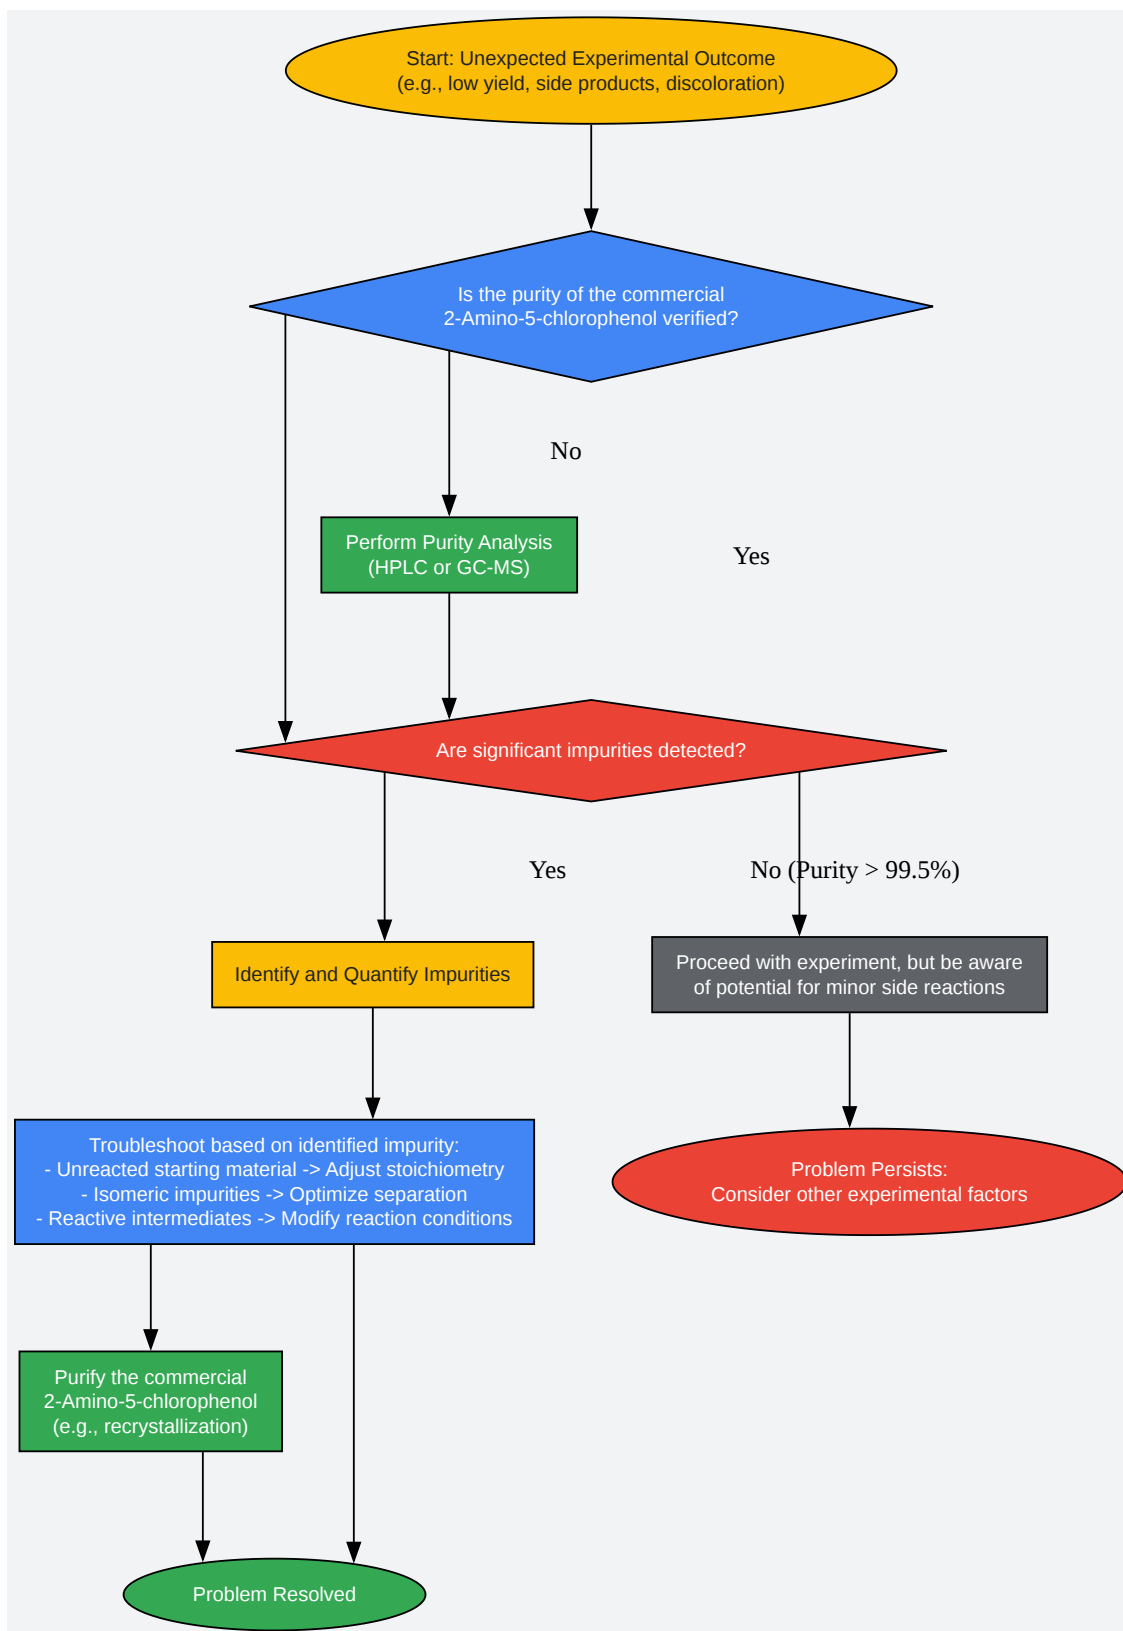 Start: Unexpected Experimental Outcome
(e.g., low yield, side products, discoloration)
Is the purity of the commercial
2-Amino-5-chlorophenol verified?
No
Perform Purity Analysis
(HPLC or GC-MS)
Yes
Are significant impurities detected?
Yes
No (Purity > 99.5%)
Identify and Quantify Impurities
Proceed with experiment, but be aware
of potential for minor side reactions
Troubleshoot based on identified impurity:
- Unreacted starting material -> Adjust stoichiometry
- Isomeric impurities -> Optimize separation
- Reactive intermediates -> Modify reaction conditions
Problem Persists:
Consider other experimental factors
Purify the commercial
2-Amino-5-chlorophenol
(e.g., recrystallization)
Problem Resolved